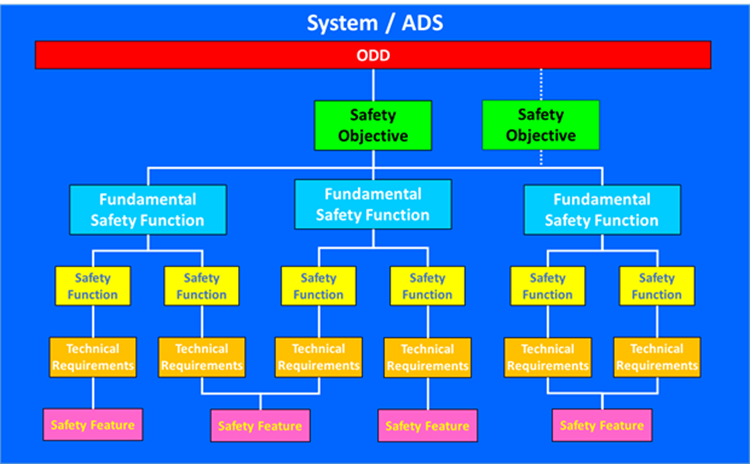 System / ADS
ODD
Safety
Objective
Safety
Objective
Fundamental
Safety Function
Fundamental
Safety Function
Fundamental
Safety Function
Safety
Function
Safety
Function
Safety
Function
Safety
Function
Safety
Function
Safety
Function
Technical
Requirements
Technical
Requirements
Technical
Requirements
Technical
Requirements
Technical
Requirements
Technical
Requirements
Safety Feature
Safety Feature
Safety Feature
Safety Feature